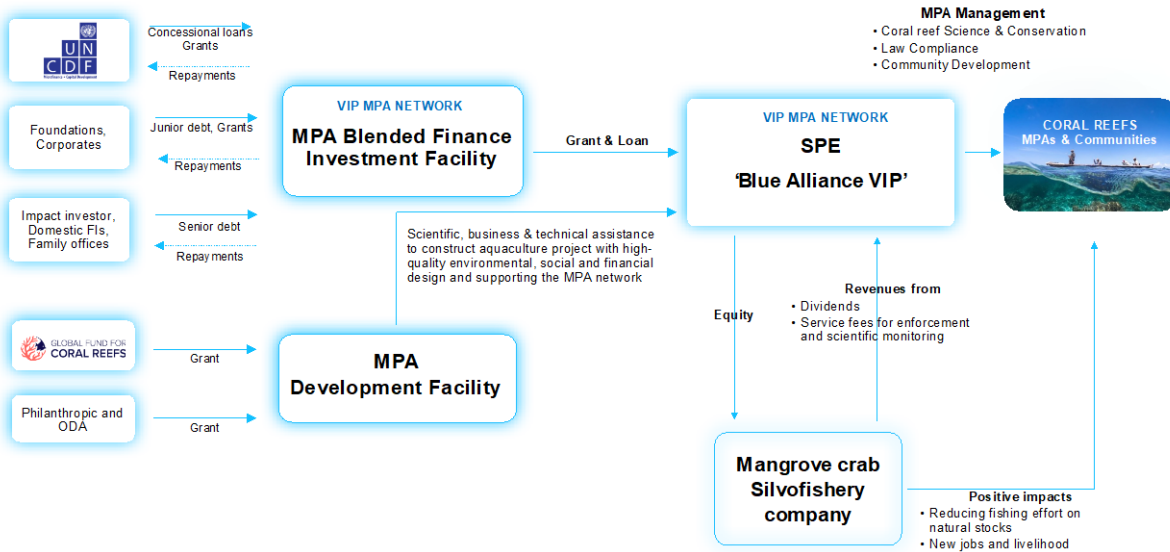 UN
CDF
Concessional loans
Grants
Repayments
Foundations,
Corporates
Junior debt, Grants
Repayments
Impact investor,
Domestic FIs,
Family offices
Senior debt
Repayments
GLOBAL FUND FOR
CORAL REEFS
Grant
Philanthropic and
ODA
Grant
VIP MPA NETWORK
MPA Blended Finance
Investment Facility
Grant & Loan
Scientific, business & technical assistance
to construct aquaculture project with high-
quality environmental, social and financial
design and supporting the MPA network
MPA
Development Facility
VIP MPA NETWORK
SPE
‘Blue Alliance VIP’
MPA Management
• Coral reef Science & Conservation
• Law Compliance
• Community Development
CORAL REEFS
MPAs & Communities
Equity
Revenues from
• Dividends
• Service fees for enforcement
and scientific monitoring
Mangrove crab
Silvofishery
company
Positive impacts
• Reducing fishing effort on
natural stocks
• New jobs and livelihood